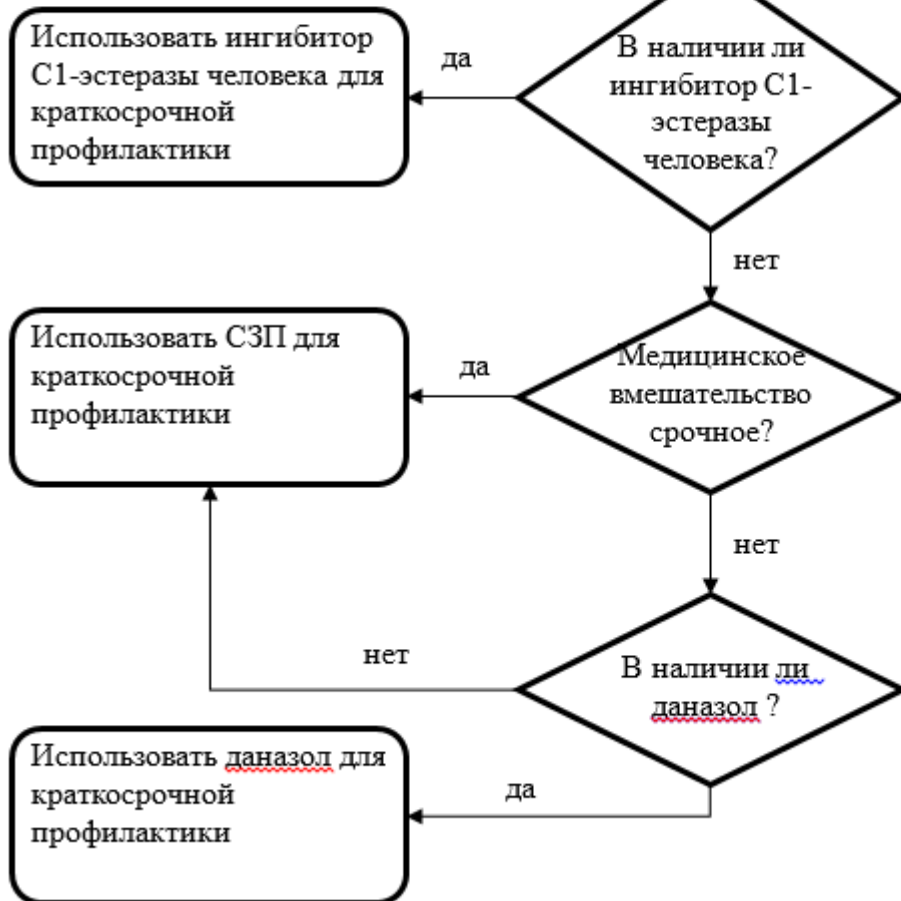 Использовать ингибитор
С1-эстеразы человека для
краткосрочной
профилактики
да
В наличии ли
ингибитор С1-
эстеразы
человека?
нет
Использовать СЗП для
краткосрочной
профилактики
да
Медицинское
вмешательство
срочное?
нет
нет
В наличии ли
даназол ?
Использовать даназол для
краткосрочной
профилактики
да